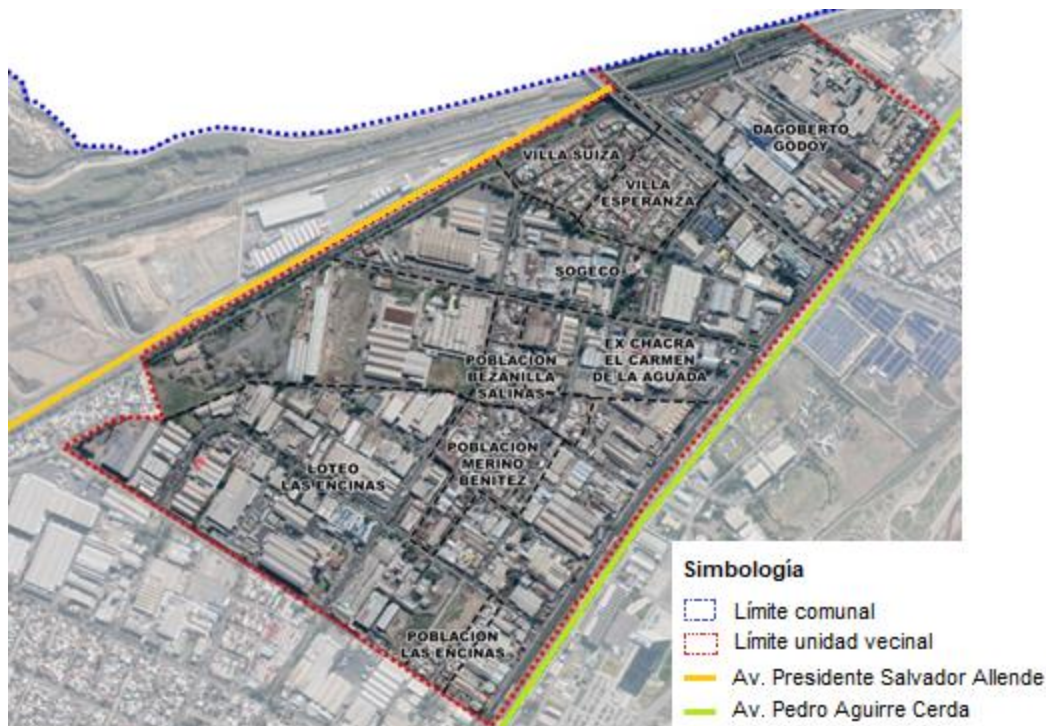 DAGOBERTO
GODOY
VILLA SUIZA
VILLA
ESPERANZA
SOGECO
EX CHACRA
EL CARMEN
DE LA AGUADA
POBLACION
BEZANILLA
SALINAS
POBLACION
MERINO
BENITEZ
LOTEO
LAS ENCINAS
POBLACION
LAS ENCINAS
Simbología
Límite comunal
Límite unidad vecinal
Av. Presidente Salvador Allende
Av. Pedro Aguirre Cerda